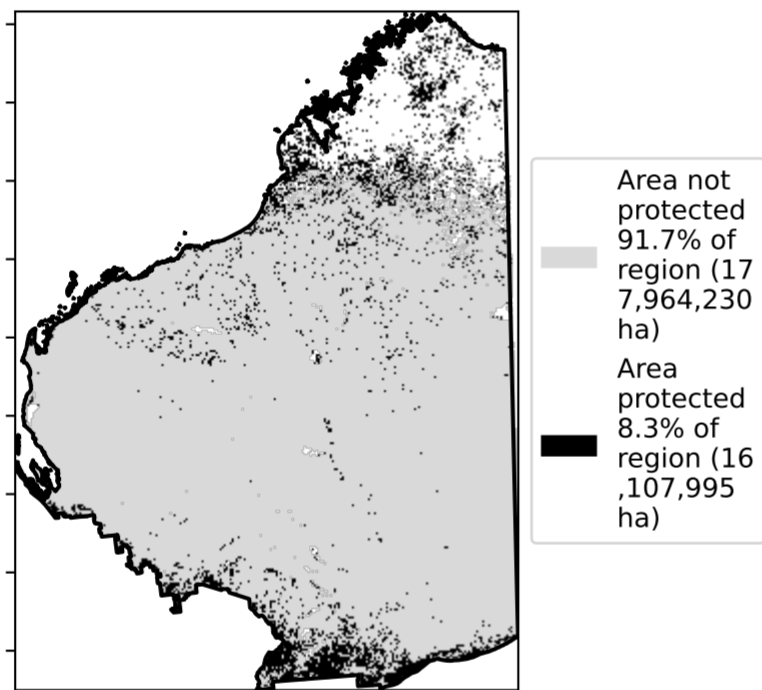 Area not
protected
91.7% of
region (17
7,964,230
ha)
Area
protected
8.3% of
region (16
,107,995
ha)